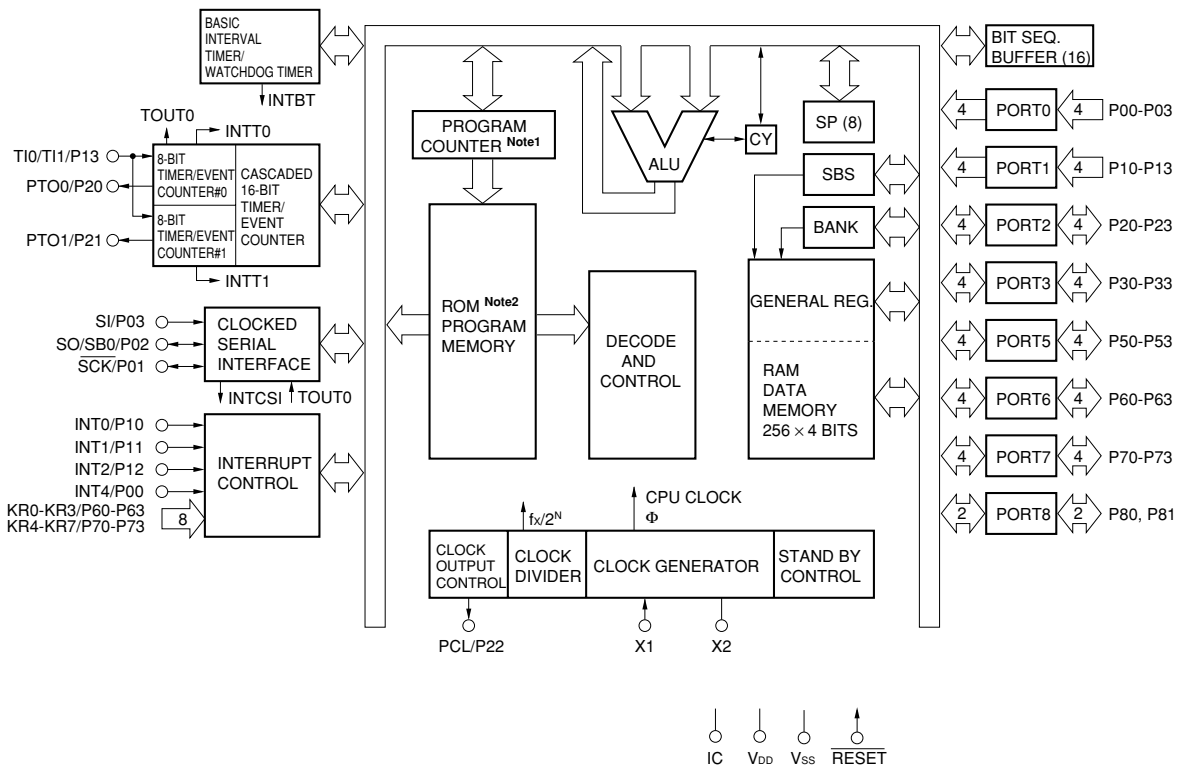 BASIC
INTERVAL
TIMER/
WATCHDOG TIMER
INTBT
TOUT0
INTT0
TI0/TI1/P13
PTO0/P20
PTO1/P21
8-BIT
TIMER/EVENT
COUNTER#0
8-BIT
TIMER/EVENT
COUNTER#1
CASCADED
16-BIT
TIMER/
EVENT
COUNTER
INTT1
SI/P03
SO/SB0/P02
SCK/P01
CLOCKED
SERIAL
INTERFACE
INTCSI
TOUT0
INT0/P10
INT1/P11
INT2/P12
INT4/P00
KR0-KR3/P60-P63
KR4-KR7/P70-P73
8
INTERRUPT
CONTROL
PROGRAM
COUNTER Note1
ALU
CY
SP (8)
SBS
BANK
ROM Note2
PROGRAM
MEMORY
DECODE
AND
CONTROL
GENERAL REG.
RAM
DATA
MEMORY
256 × 4 BITS
fX/2N
CPU CLOCK
Φ
CLOCK
OUTPUT
CONTROL
CLOCK
DIVIDER
CLOCK GENERATOR
STAND BY
CONTROL
PCL/P22
X1
X2
BIT SEQ.
BUFFER (16)
4 PORT0 4 P00-P03
4 PORT1 4 P10-P13
4 PORT2 4 P20-P23
4 PORT3 4 P30-P33
4 PORT5 4 P50-P53
4 PORT6 4 P60-P63
4 PORT7 4 P70-P73
2 PORT8 2 P80, P81
IC VDD VSS RESET